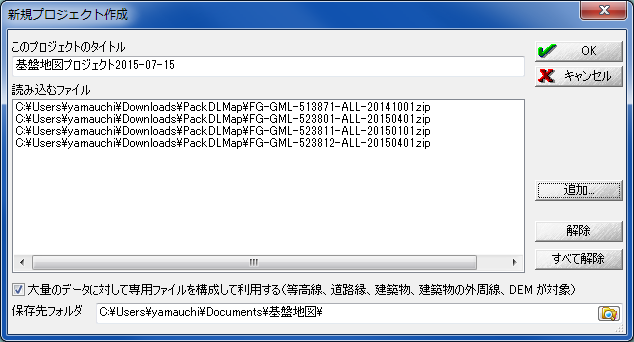 新規プロジェクト作成
このプロジェクトのタイトル
基盤地図プロジェクト2015-07-15
OK
キャンセル
読み込むファイル
C:¥Users¥yamauchi¥Downloads¥PackDLMap¥FG-GML-513871-ALL-20141001zip
C:¥Users¥yamauchi¥Downloads¥PackDLMap¥FG-GML-523801-ALL-20150401zip
C:¥Users¥yamauchi¥Downloads¥PackDLMap¥FG-GML-523811-ALL-20150101zip
C:¥Users¥yamauchi¥Downloads¥PackDLMap¥FG-GML-523812-ALL-20150401zip
追加...
解除
すべて解除
大量のデータに対して専用ファイルを構成して利用する(等高線、道路縁、建築物、建築物の外周線、DEM が対象)
保存先フォルダ
C:¥Users¥yamauchi¥Documents¥基盤地図¥